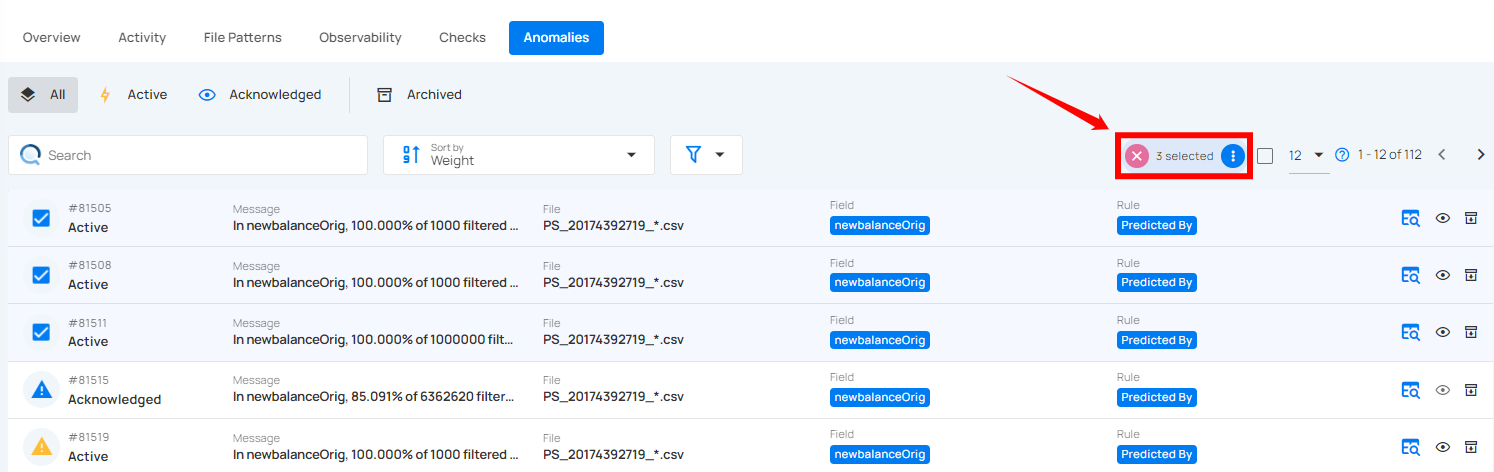 Overview Activity File Patterns Observability Checks Anomalies
All Active Acknowledged Archived
Search
Sort by
Weight
3 selected
12
1 - 12 of 112
#81505
Active
Message
In newbalanceOrig, 100.000% of 1000 filtered ...
File
PS_20174392719_*.csv
Field
newbalanceOrig
Rule
Predicted By
#81508
Active
Message
In newbalanceOrig, 100.000% of 1000 filtered ...
File
PS_20174392719_*.csv
Field
newbalanceOrig
Rule
Predicted By
#81511
Active
Message
In newbalanceOrig, 100.000% of 1000000 filt...
File
PS_20174392719_*.csv
Field
newbalanceOrig
Rule
Predicted By
#81515
Acknowledged
Message
In newbalanceOrig, 85.091% of 6362620 filter...
File
PS_20174392719_*.csv
Field
newbalanceOrig
Rule
Predicted By
#81519
Active
Message
In newbalanceOrig, 100.000% of 1000 filtered ...
File
PS_20174392719_*.csv
Field
newbalanceOrig
Rule
Predicted By